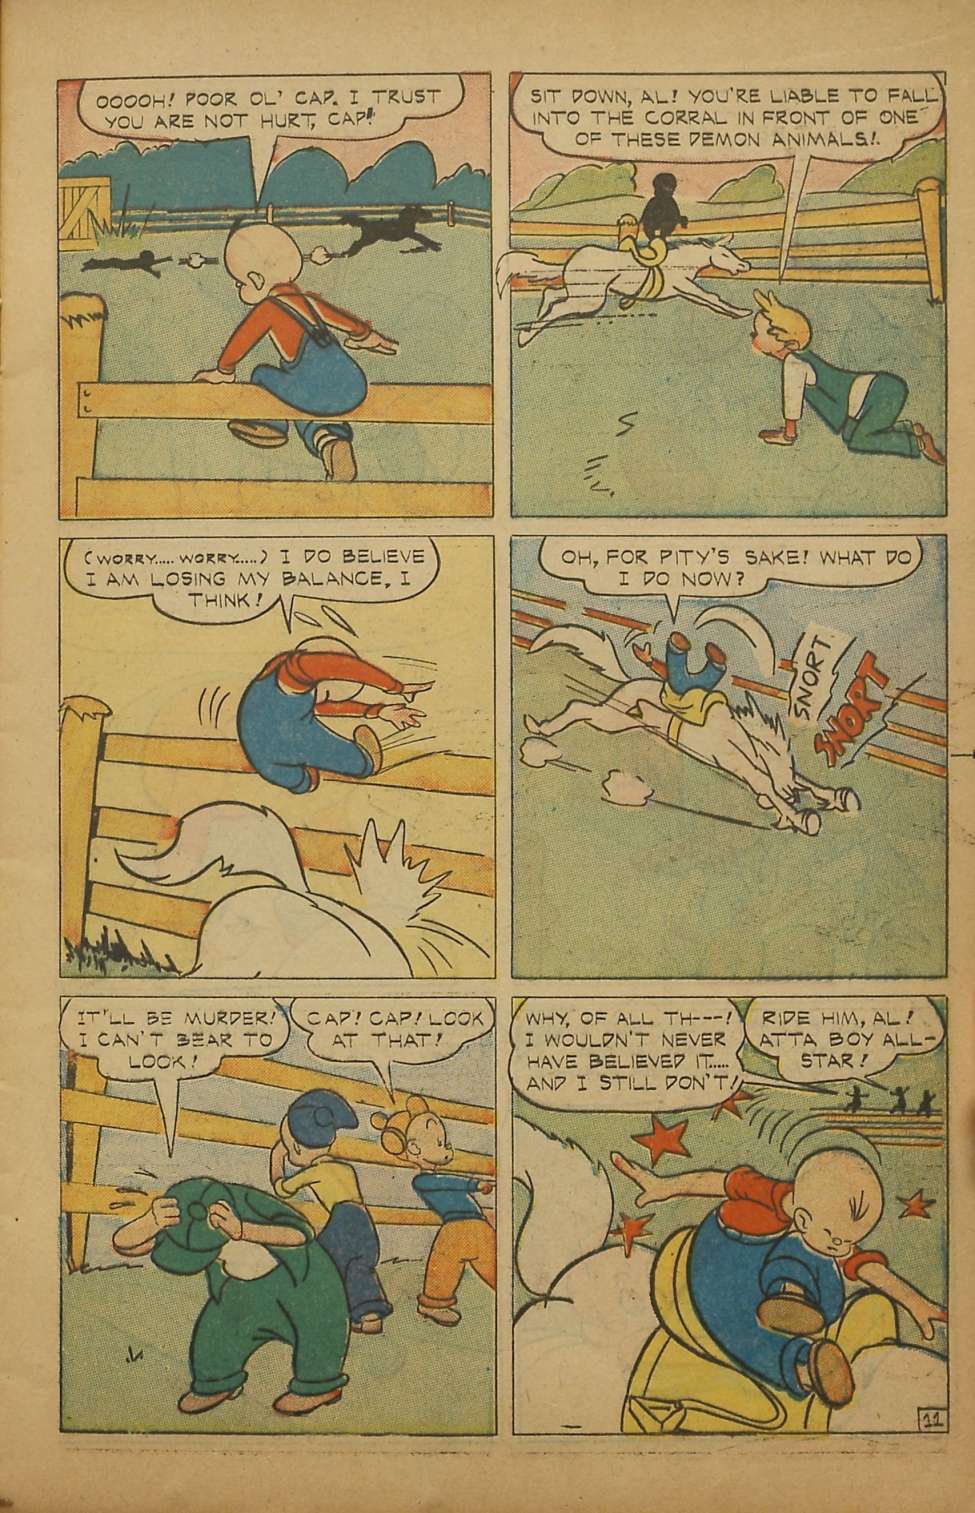 OOOOH! POOR OL' CAP. I TRUST
YOU ARE NOT HURT, CAP!
SIT DOWN, AL! YOU'RE LIABLE TO FALL
INTO THE CORRAL IN FRONT OF ONE
OF THESE DEMON ANIMALS!.
(WORRY..... WORRY.....) I DO BELIEVE
I AM LOSING MY BALANCE, I
THINK!
OH, FOR PITY'S SAKE! WHAT DO
I DO NOW?
SNORT
SNORT
IT'LL BE MURDER!
I CAN'T BEAR TO
LOOK!
CAP! CAP! LOOK
AT THAT!
WHY, OF ALL TH---!
I WOULDN'T NEVER
HAVE BELIEVED IT.....
AND I STILL DON'T!
RIDE HIM, AL!
ATTA BOY ALL-
STAR!
11